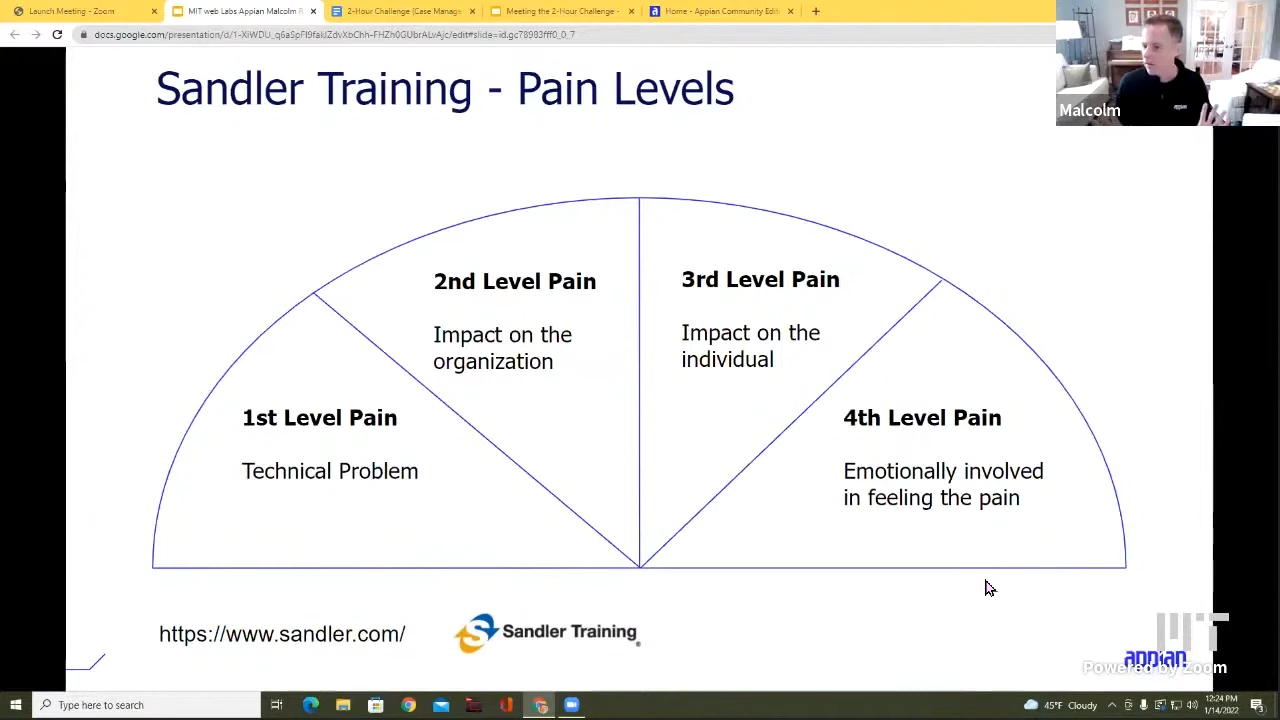 Launch Meeting - Zoom
MIT web Labs Appian Malcolm R
2-Hour Challenge (Case Manag
Meeting the 2-Hour Challenge -
Home - Appian Community Edit
Sandler Training - Pain Levels
Malcolm
2nd Level Pain
Impact on the
organization
3rd Level Pain
Impact on the
individual
1st Level Pain
Technical Problem
4th Level Pain
Emotionally involved
in feeling the pain
https://www.sandler.com/
Sandler Training
MIT
appian
Powered by Zoom
Type here to search
45°F Cloudy
12:24 PM
1/14/2022